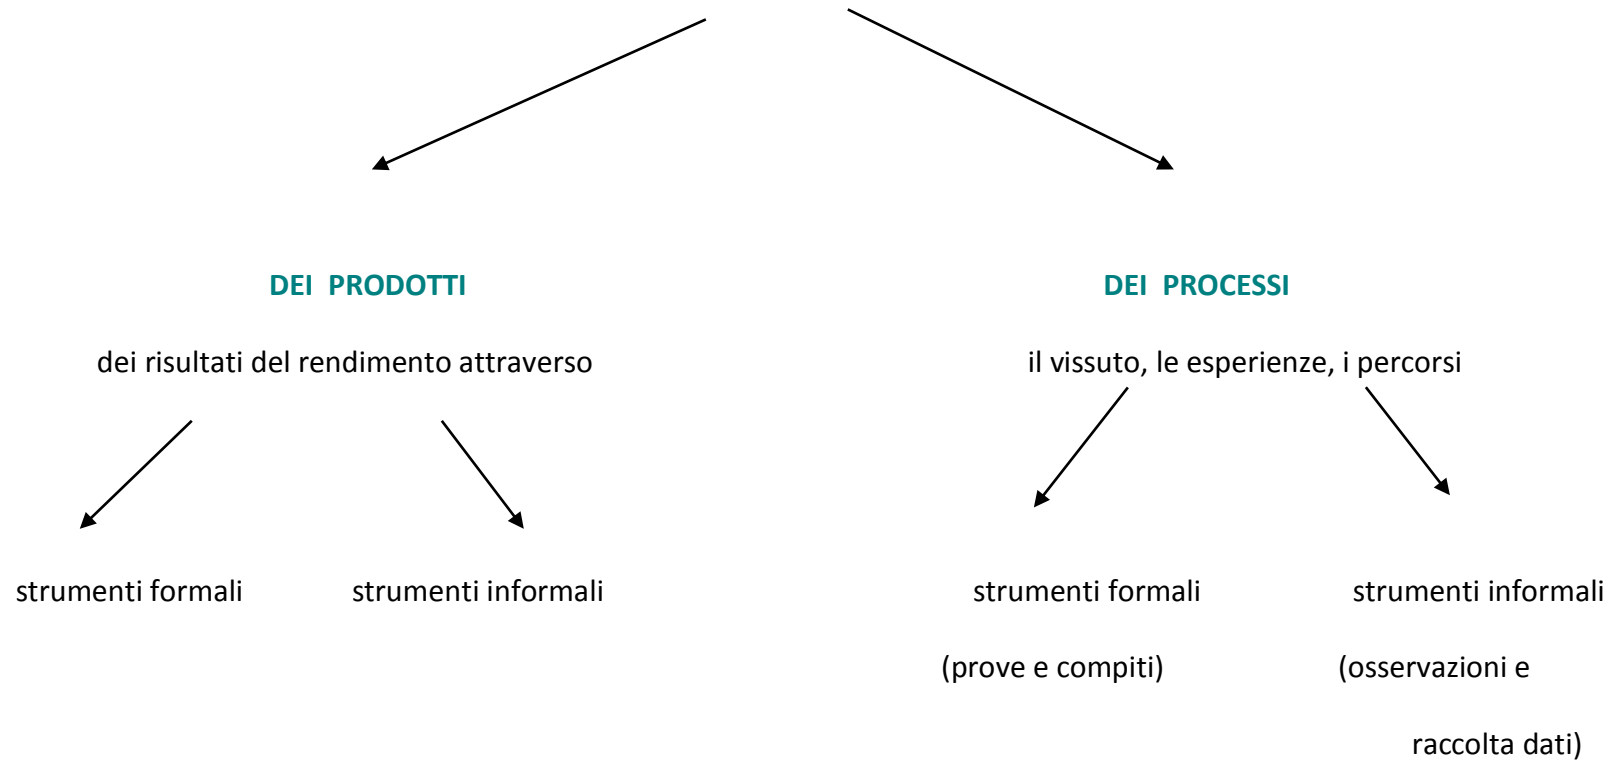 DEI PRODOTTI
DEI PROCESSI
dei risultati del rendimento attraverso
il vissuto, le esperienze, i percorsi
strumenti formali
strumenti informali
strumenti formali
strumenti informali
(prove e compiti)
(osservazioni e
raccolta dati)